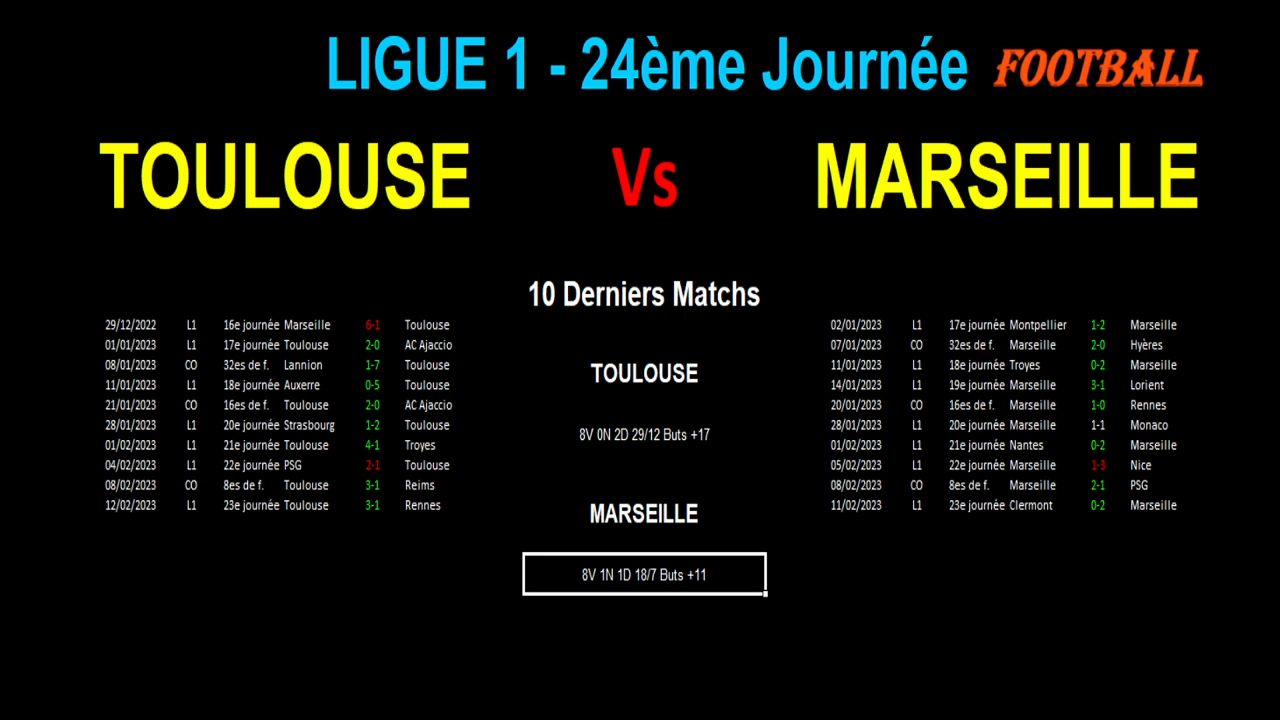 LIGUE 1 - 24ème Journée FOOTBALL
TOULOUSE Vs MARSEILLE
10 Derniers Matchs
29/12/2022 L1 16e journée Marseille 6-1 Toulouse
01/01/2023 L1 17e journée Toulouse 2-0 AC Ajaccio
08/01/2023 CO 32es de f. Lannion 1-7 Toulouse
11/01/2023 L1 18e journée Auxerre 0-5 Toulouse
21/01/2023 CO 16es de f. Toulouse 2-0 AC Ajaccio
28/01/2023 L1 20e journée Strasbourg 1-2 Toulouse
01/02/2023 L1 21e journée Toulouse 4-1 Troyes
04/02/2023 L1 22e journée PSG 2-1 Toulouse
08/02/2023 CO 8es de f. Toulouse 3-1 Reims
12/02/2023 L1 23e journée Toulouse 3-1 Rennes
TOULOUSE
8V 0N 2D 29/12 Buts +17
MARSEILLE
8V 1N 1D 18/7 Buts +11
02/01/2023 L1 17e journée Montpellier 1-2 Marseille
07/01/2023 CO 32es de f. Marseille 2-0 Hyères
11/01/2023 L1 18e journée Troyes 0-2 Marseille
14/01/2023 L1 19e journée Marseille 3-1 Lorient
20/01/2023 CO 16es de f. Marseille 1-0 Rennes
28/01/2023 L1 20e journée Marseille 1-1 Monaco
01/02/2023 L1 21e journée Nantes 0-2 Marseille
05/02/2023 L1 22e journée Marseille 1-3 Nice
08/02/2023 CO 8es de f. Marseille 2-1 PSG
11/02/2023 L1 23e journée Clermont 0-2 Marseille